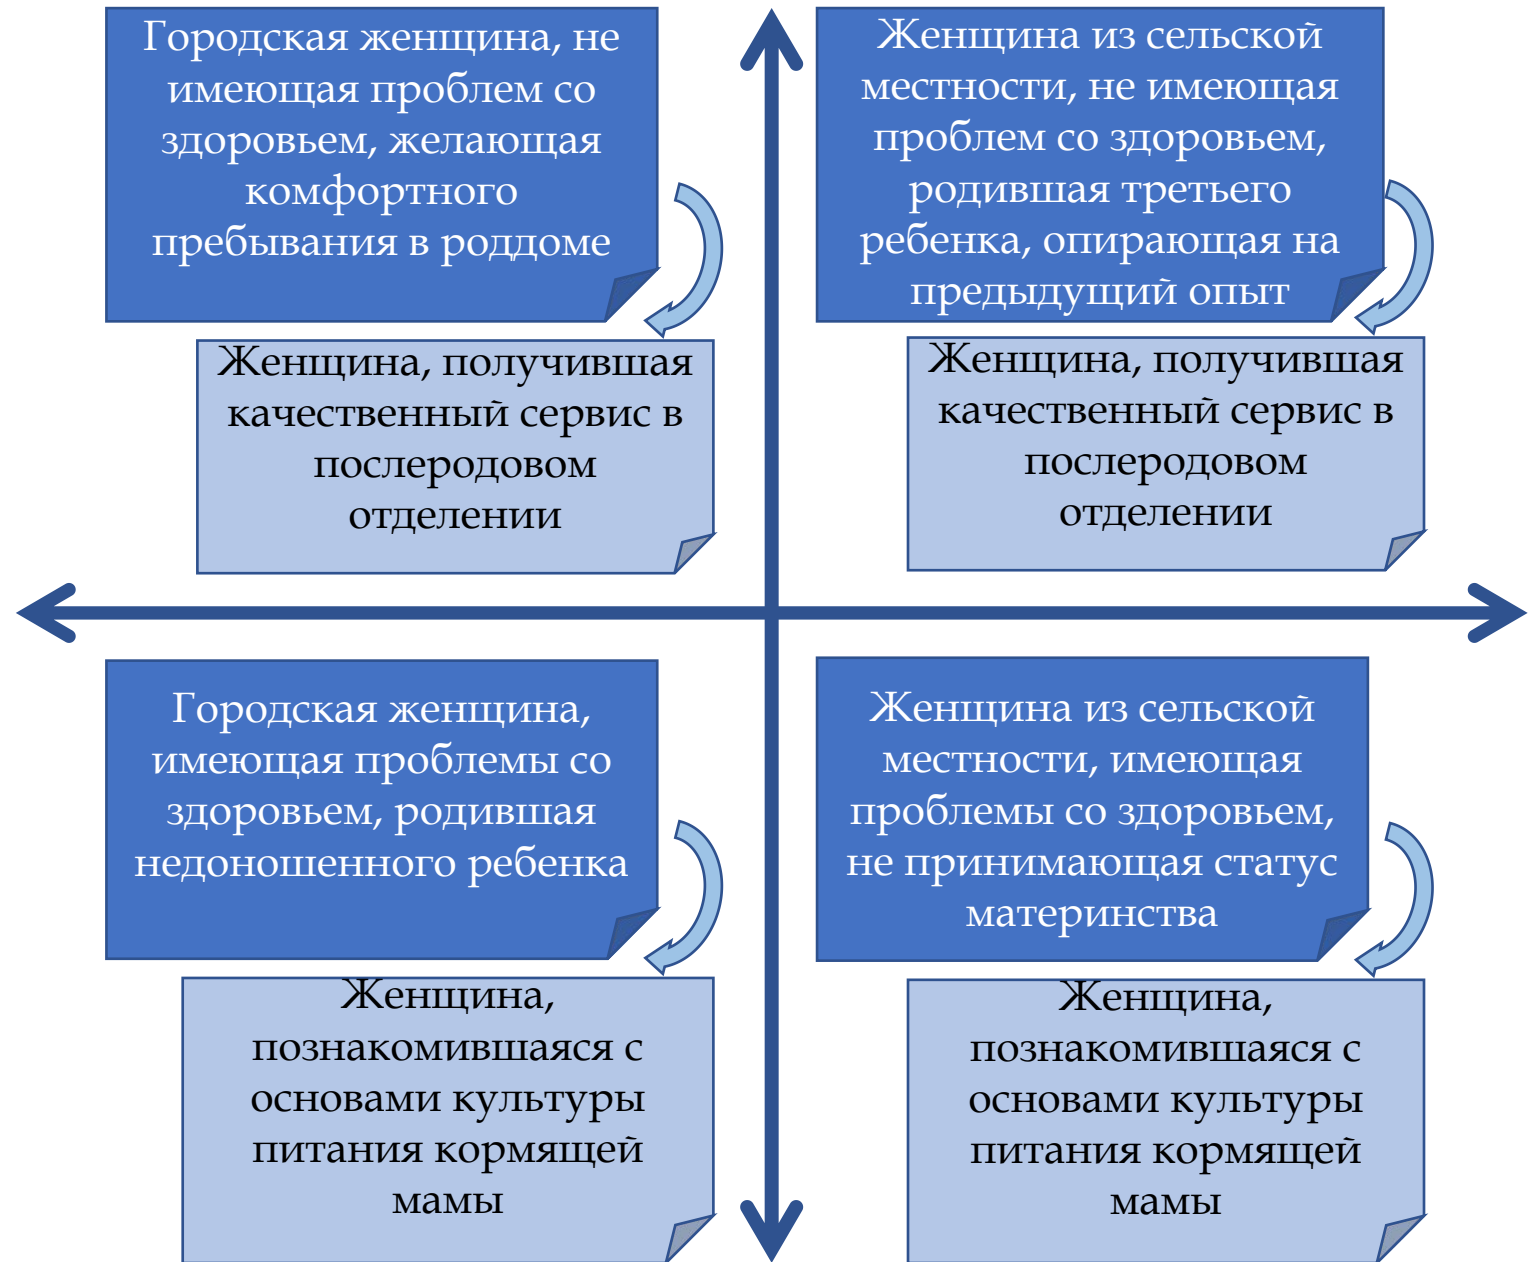 Городская женщина, не
имеющая проблем со
здоровьем, желающая
комфортного
пребывания в роддоме
Женщина, получившая
качественный сервис в
послеродовом
отделении
Женщина из сельской
местности, не имеющая
проблем со здоровьем,
родившая третьего
ребенка, опирающая на
предыдущий опыт
Женщина, получившая
качественный сервис в
послеродовом
отделении
Городская женщина,
имеющая проблемы со
здоровьем, родившая
недоношенного ребенка
Женщина,
познакомившаяся с
основами культуры
питания кормящей
мамы
Женщина из сельской
местности, имеющая
проблемы со здоровьем,
не принимающая статус
материнства
Женщина,
познакомившаяся с
основами культуры
питания кормящей
мамы